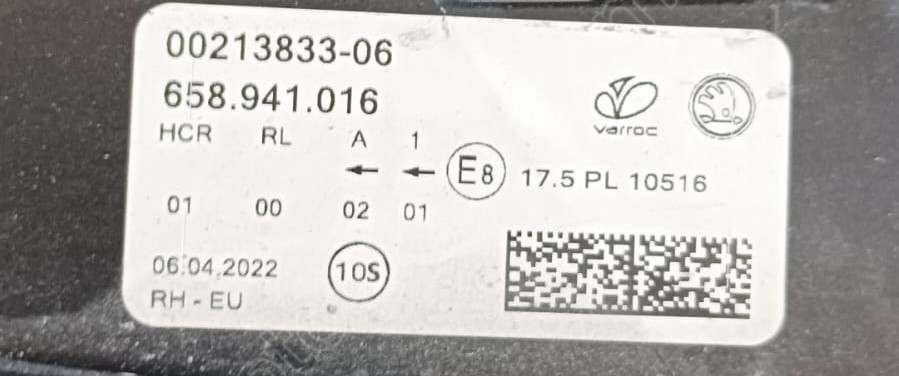 00213833-06
658.941.016
varroc
HCR RL A 1
← ← E8 17.5 PL 10516
01 00 02 01
06.04.2022 10S
RH - EU